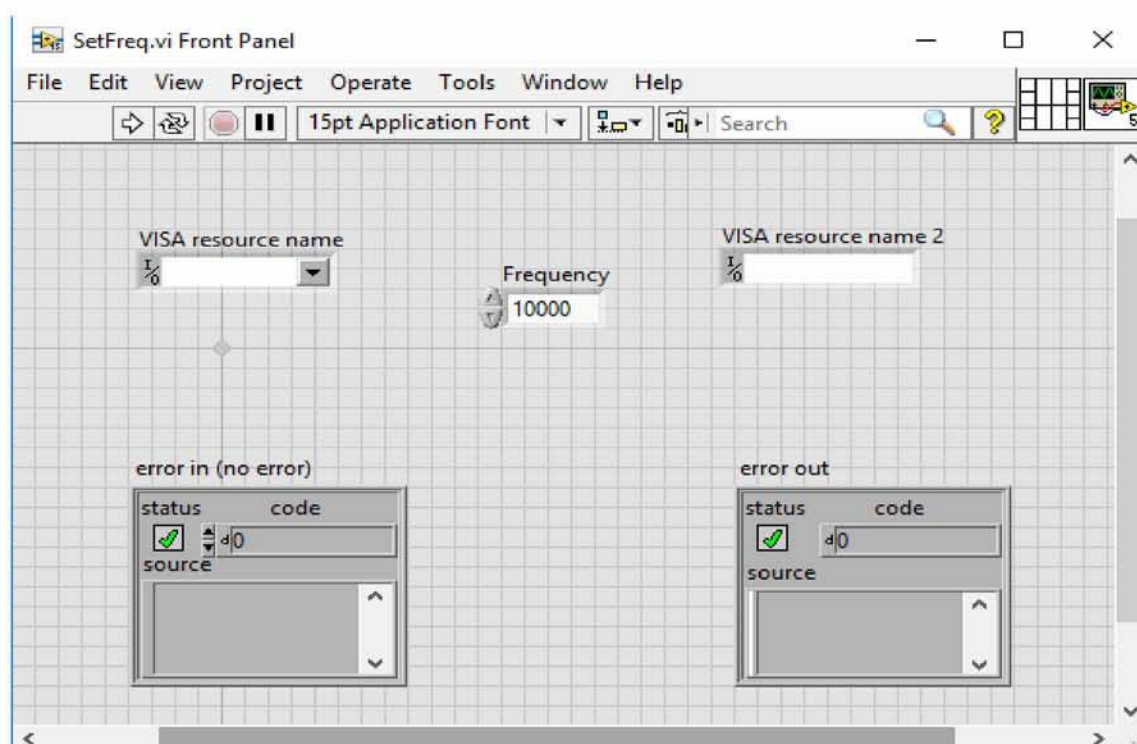 SetFreq.vi Front Panel
File Edit View Project Operate Tools Window Help
15pt Application Font
Search
?
5
VISA resource name
I/O
Frequency
10000
VISA resource name 2
I/O
error in (no error)
status code
d 0
source
error out
status code
d 0
source